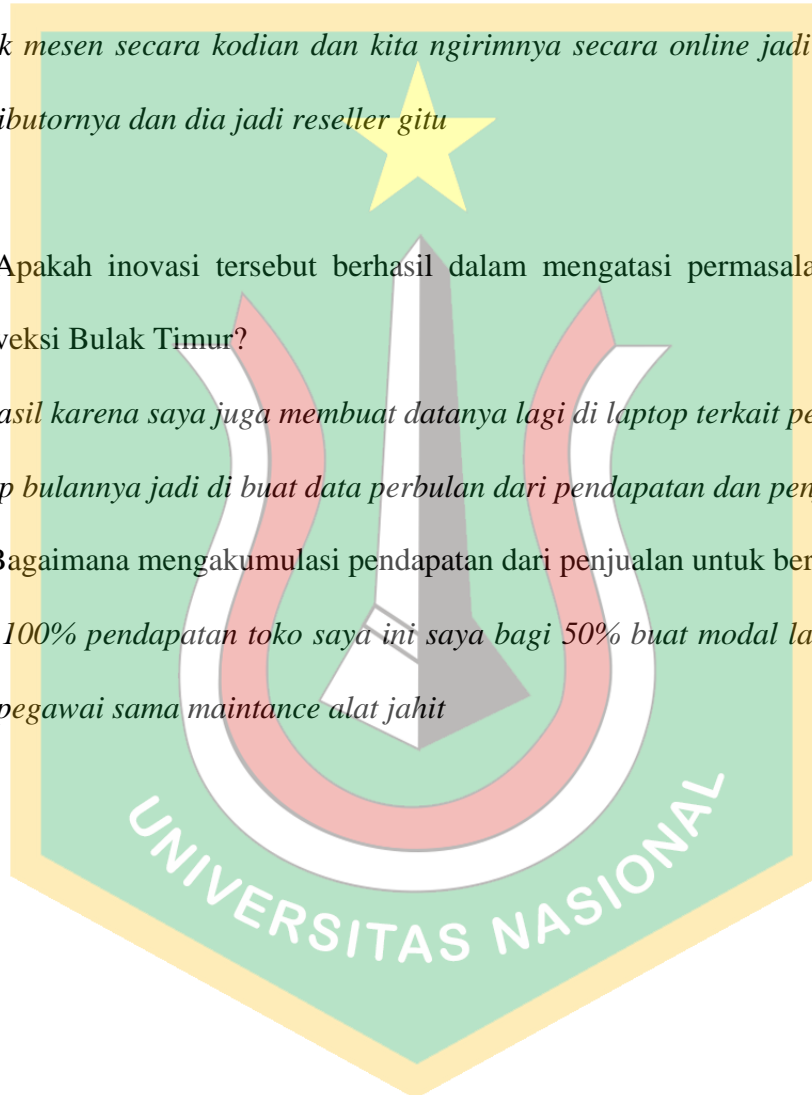 k mesen secara kodian dan kita ngirimnya secara online jadi
ibutornya dan dia jadi reseller gitu
Apakah inovasi tersebut berhasil dalam mengatasi permasala
veksi Bulak Timur?
asil karena saya juga membuat datanya lagi di laptop terkait pe
p bulannya jadi di buat data perbulan dari pendapatan dan pen
Bagaimana mengakumulasi pendapatan dari penjualan untuk ber
100% pendapatan toko saya ini saya bagi 50% buat modal la
pegawai sama maintance alat jahit
UNIVERSITAS NASIONAL